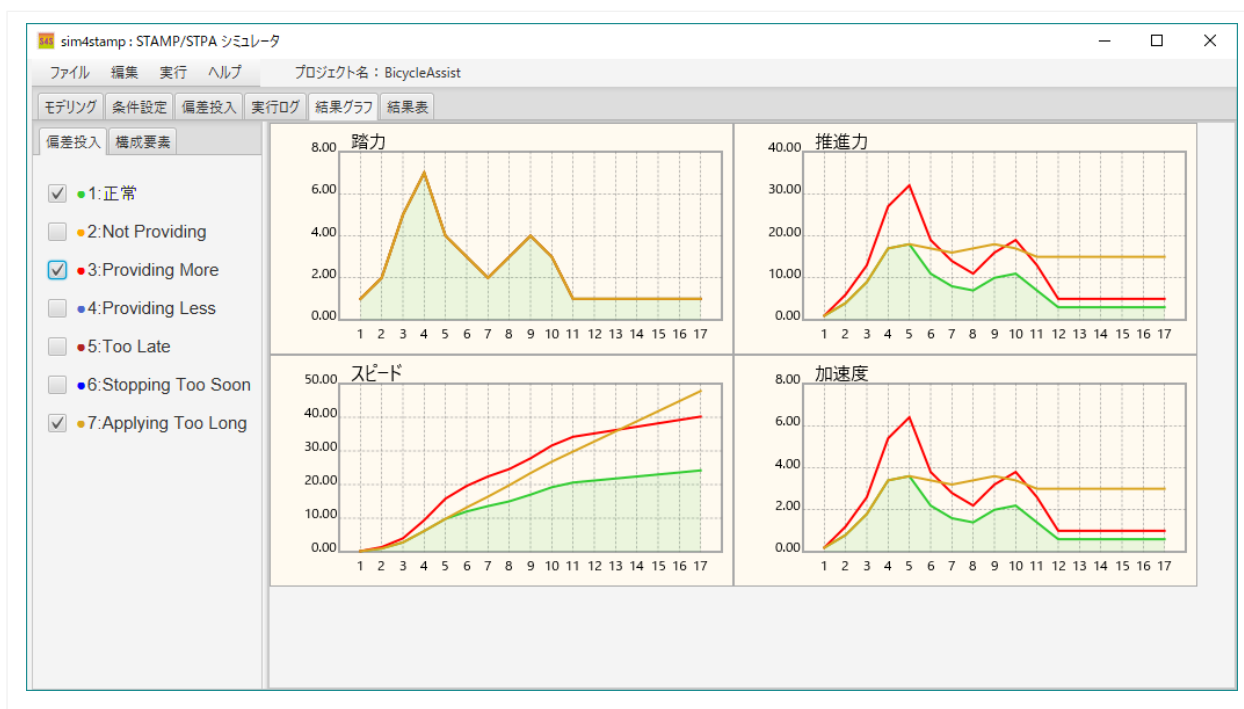 S4S sim4stamp : STAMP/STPA シミュレータ
ファイル 編集 実行 ヘルプ プロジェクト名 : BicycleAssist
モデリング 条件設定 偏差投入 実行ログ 結果グラフ 結果表
偏差投入 構成要素
1:正常
2:Not Providing
3:Providing More
4:Providing Less
5:Too Late
6:Stopping Too Soon
7:Applying Too Long
踏力
8.00
6.00
4.00
2.00
0.00
1 2 3 4 5 6 7 8 9 10 11 12 13 14 15 16 17
推進力
40.00
30.00
20.00
10.00
0.00
1 2 3 4 5 6 7 8 9 10 11 12 13 14 15 16 17
スピード
50.00
40.00
30.00
20.00
10.00
0.00
1 2 3 4 5 6 7 8 9 10 11 12 13 14 15 16 17
加速度
8.00
6.00
4.00
2.00
0.00
1 2 3 4 5 6 7 8 9 10 11 12 13 14 15 16 17